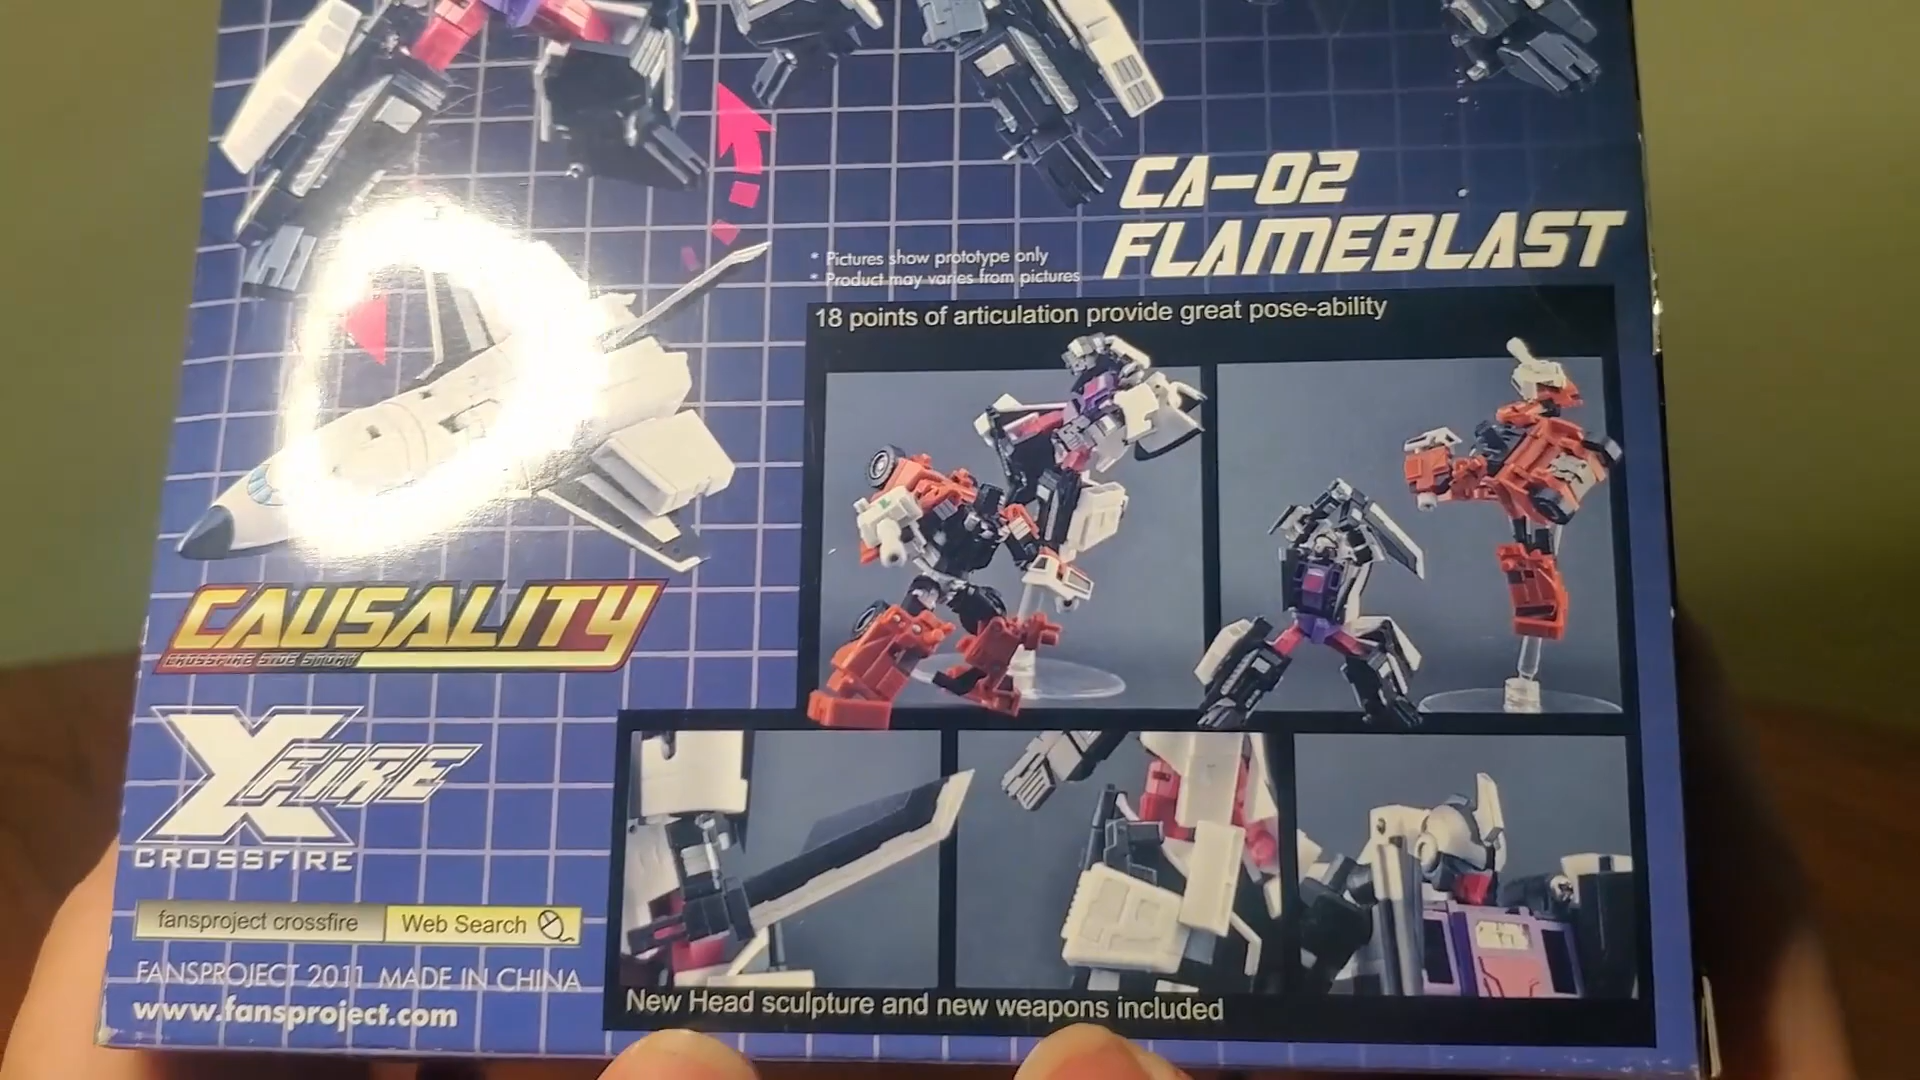 CA-02
FLAMEBLAST
* Pictures show prototype only
* Product may varies from pictures
18 points of articulation provide great pose-ability
CAUSALITY
CROSSFIRE SIDE STORY
XFIRE
CROSSFIRE
fansproject crossfire Web Search
FANSPROJECT 2011 MADE IN CHINA
www.fansproject.com
New Head sculpture and new weapons included